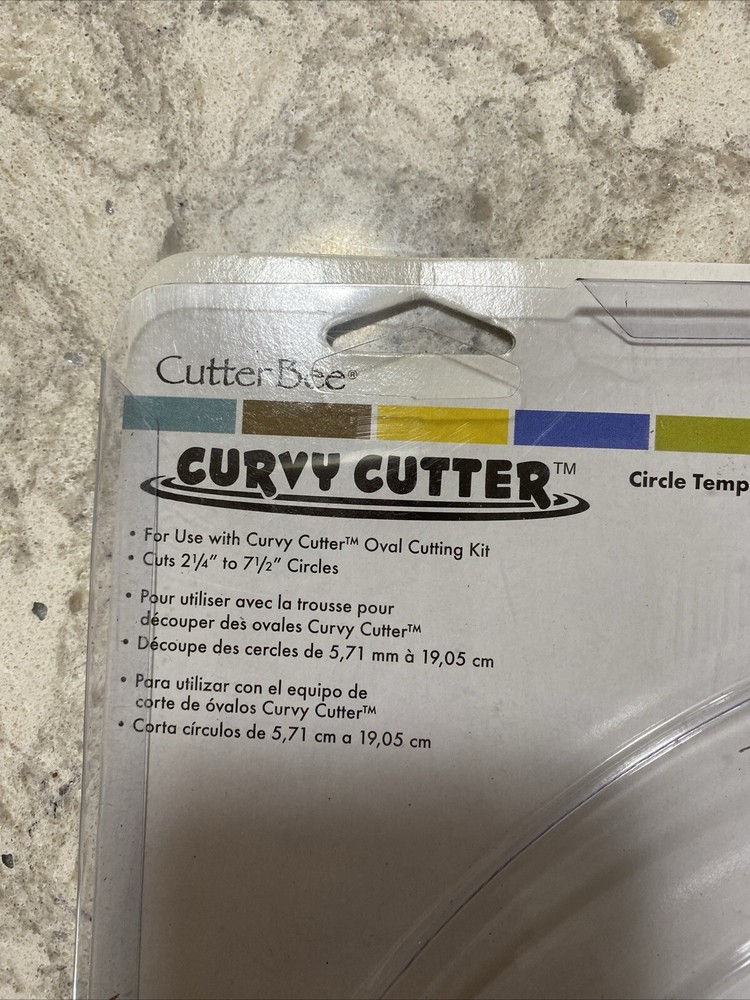 CutterBee®
CURVY CUTTER™
Circle Temp
• For Use with Curvy Cutter™ Oval Cutting Kit
• Cuts 2¼" to 7½" Circles
• Pour utiliser avec la trousse pour
découper des ovales Curvy Cutter™
• Découpe des cercles de 5,71 mm à 19,05 cm
• Para utilizar con el equipo de
corte de óvalos Curvy Cutter™
• Corta círculos de 5,71 cm a 19,05 cm